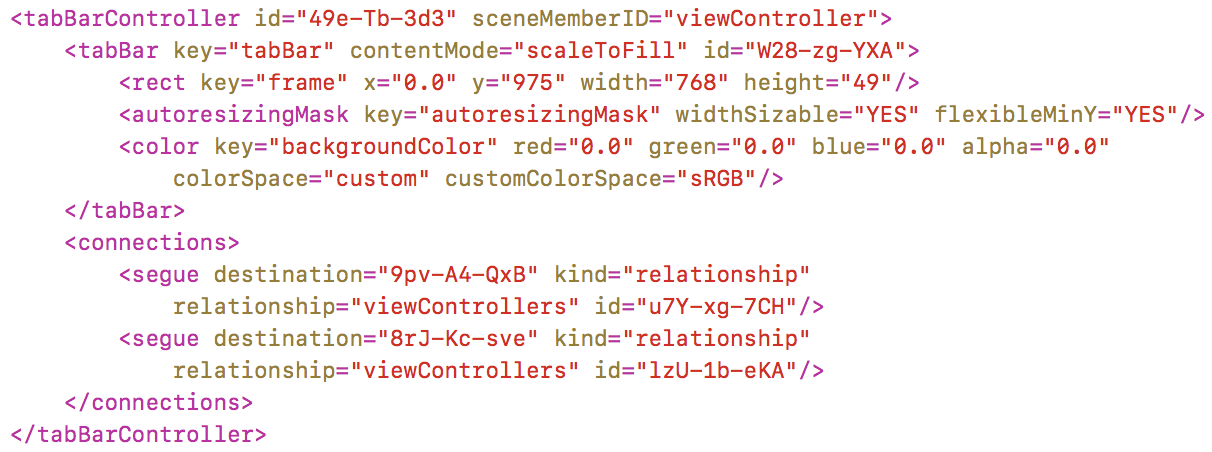 <tabBarController id="49e-Tb-3d3" sceneMemberID="viewController">
    <tabBar key="tabBar" contentMode="scaleToFill" id="W28-zg-YXA">
        <rect key="frame" x="0.0" y="975" width="768" height="49"/>
        <autoresizingMask key="autoresizingMask" widthSizable="YES" flexibleMinY="YES"/>
        <color key="backgroundColor" red="0.0" green="0.0" blue="0.0" alpha="0.0"
            colorSpace="custom" customColorSpace="sRGB"/>
    </tabBar>
    <connections>
        <segue destination="9pv-A4-QxB" kind="relationship"
            relationship="viewControllers" id="u7Y-xg-7CH"/>
        <segue destination="8rJ-Kc-sve" kind="relationship"
            relationship="viewControllers" id="lzU-1b-eKA"/>
    </connections>
</tabBarController>